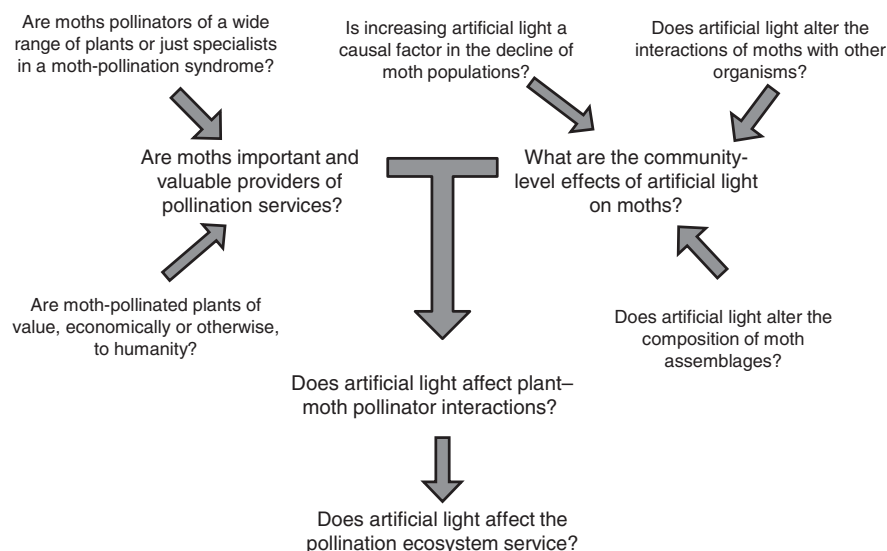 Are moths pollinators of a wide
range of plants or just specialists
in a moth-pollination syndrome?
Is increasing artificial light a
causal factor in the decline of
moth populations?
Does artificial light alter the
interactions of moths with other
organisms?
Are moths important and
valuable providers of
pollination services?
What are the community-
level effects of artificial light
on moths?
Are moth-pollinated plants of
value, economically or otherwise,
to humanity?
Does artificial light alter the
composition of moth
assemblages?
Does artificial light affect plant–
moth pollinator interactions?
Does artificial light affect the
pollination ecosystem service?